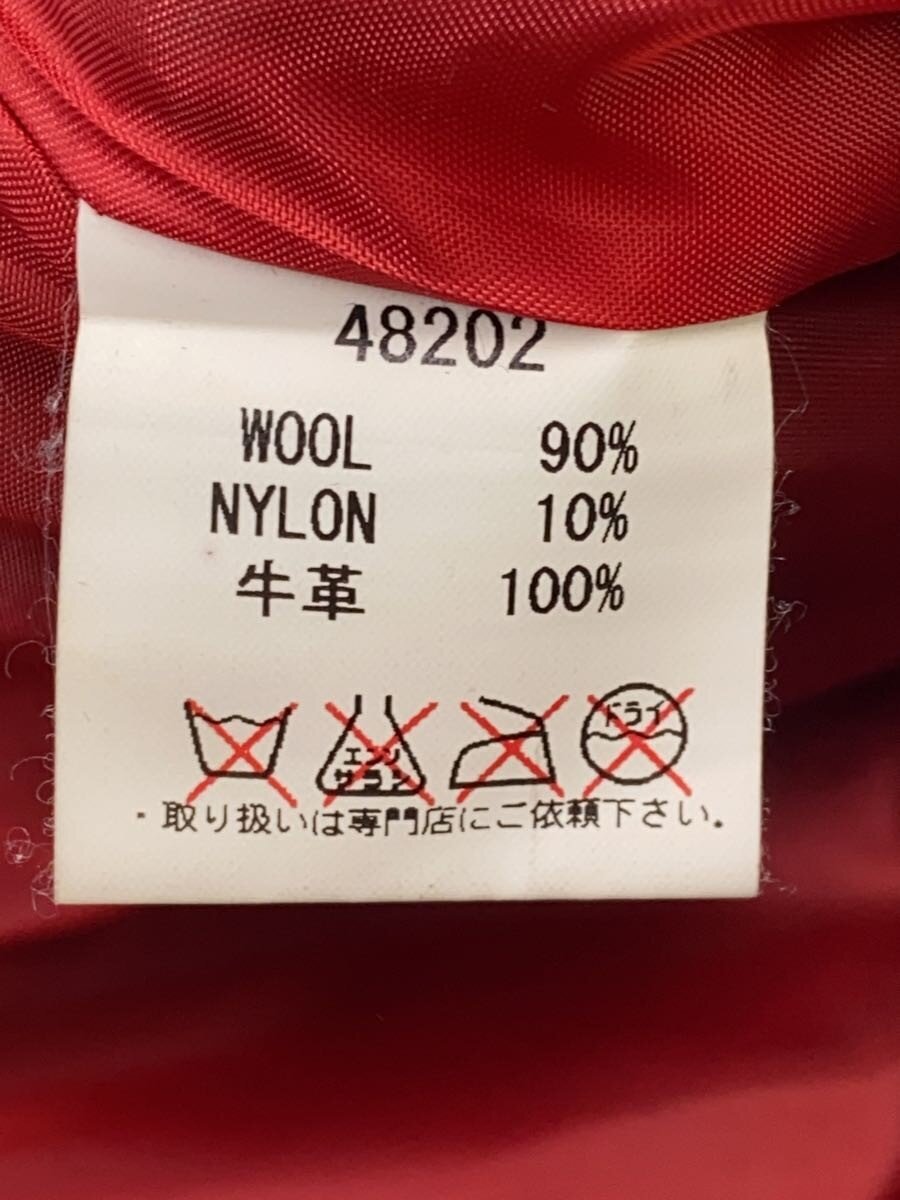 48202
WOOL 90%
NYLON 10%
牛革 100%
エンソ
サラシ
ドライ
・取り扱いは専門店にご依頼下さい。